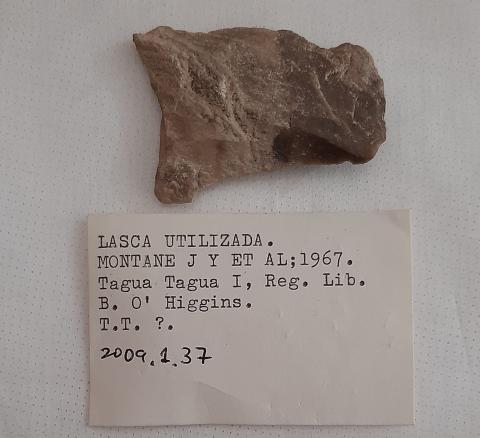 LASCA UTILIZADA.
MONTANE J Y ET AL;1967.
Tagua Tagua I, Reg. Lib.
B. O' Higgins.
T.T. ?.
2009.1.37